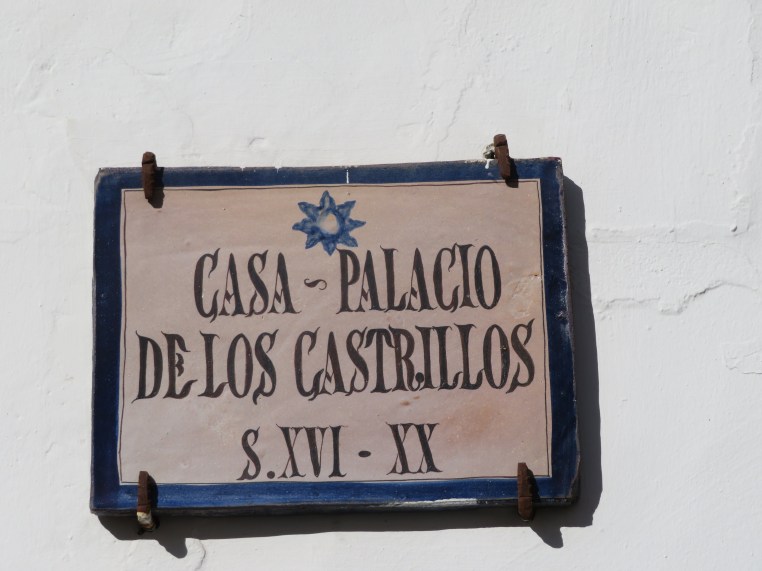 CASA - PALACIO
DE LOS CASTRILLOS
S. XVI - XX